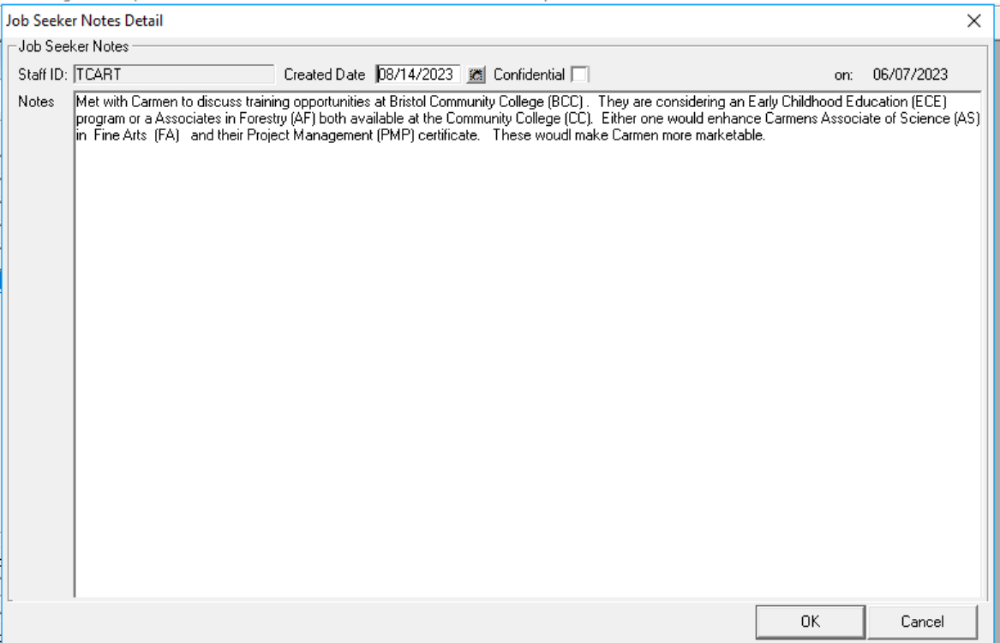 Job Seeker Notes Detail
Job Seeker Notes
Staff ID: TCART Created Date 08/14/2023 Confidential on: 06/07/2023
Notes Met with Carmen to discuss training opportunities at Bristol Community College (BCC) . They are considering an Early Childhood Education (ECE)
program or a Associates in Forestry (AF) both available at the Community College (CC). Either one would enhance Carmens Associate of Science (AS)
in Fine Arts (FA) and their Project Management (PMP) certificate. These woudl make Carmen more marketable.
OK Cancel